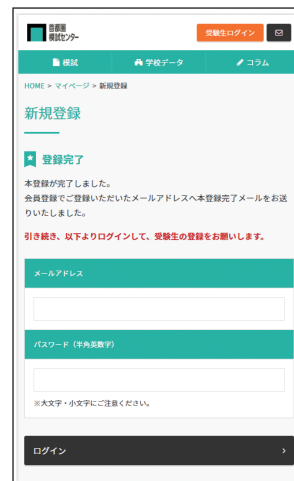 首都圏
模試センター
受験生ログイン
模試
学校データ
コラム
HOME > マイページ > 新規登録
新規登録
登録完了
本登録が完了しました。
会員登録でご登録いただいたメールアドレスへ本登録完了メールをお送
りいたしました。
引き続き、以下よりログインして、受験生の登録をお願いします。
メールアドレス
パスワード（半角英数字）
※大文字・小文字にご注意ください。
ログイン